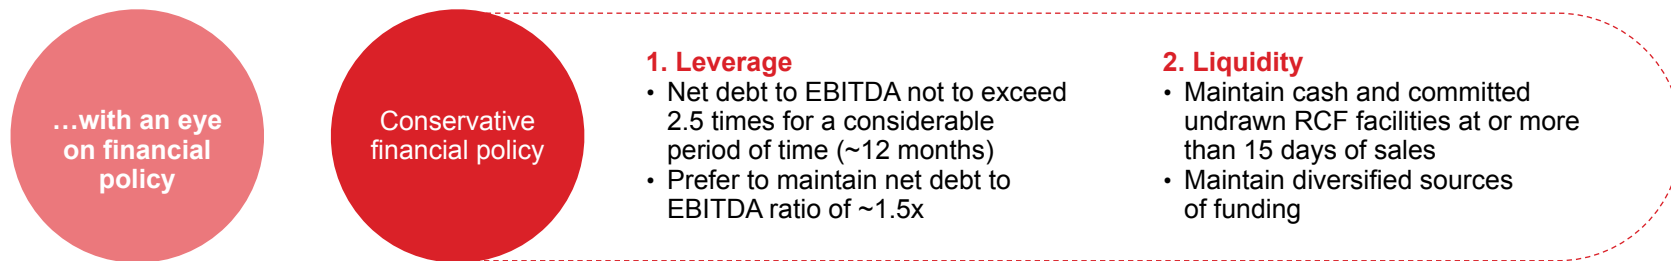 …with an eye
on financial
policy
Conservative
financial policy
1. Leverage
• Net debt to EBITDA not to exceed
2.5 times for a considerable
period of time (~12 months)
• Prefer to maintain net debt to
EBITDA ratio of ~1.5x
2. Liquidity
• Maintain cash and committed
undrawn RCF facilities at or more
than 15 days of sales
• Maintain diversified sources
of funding